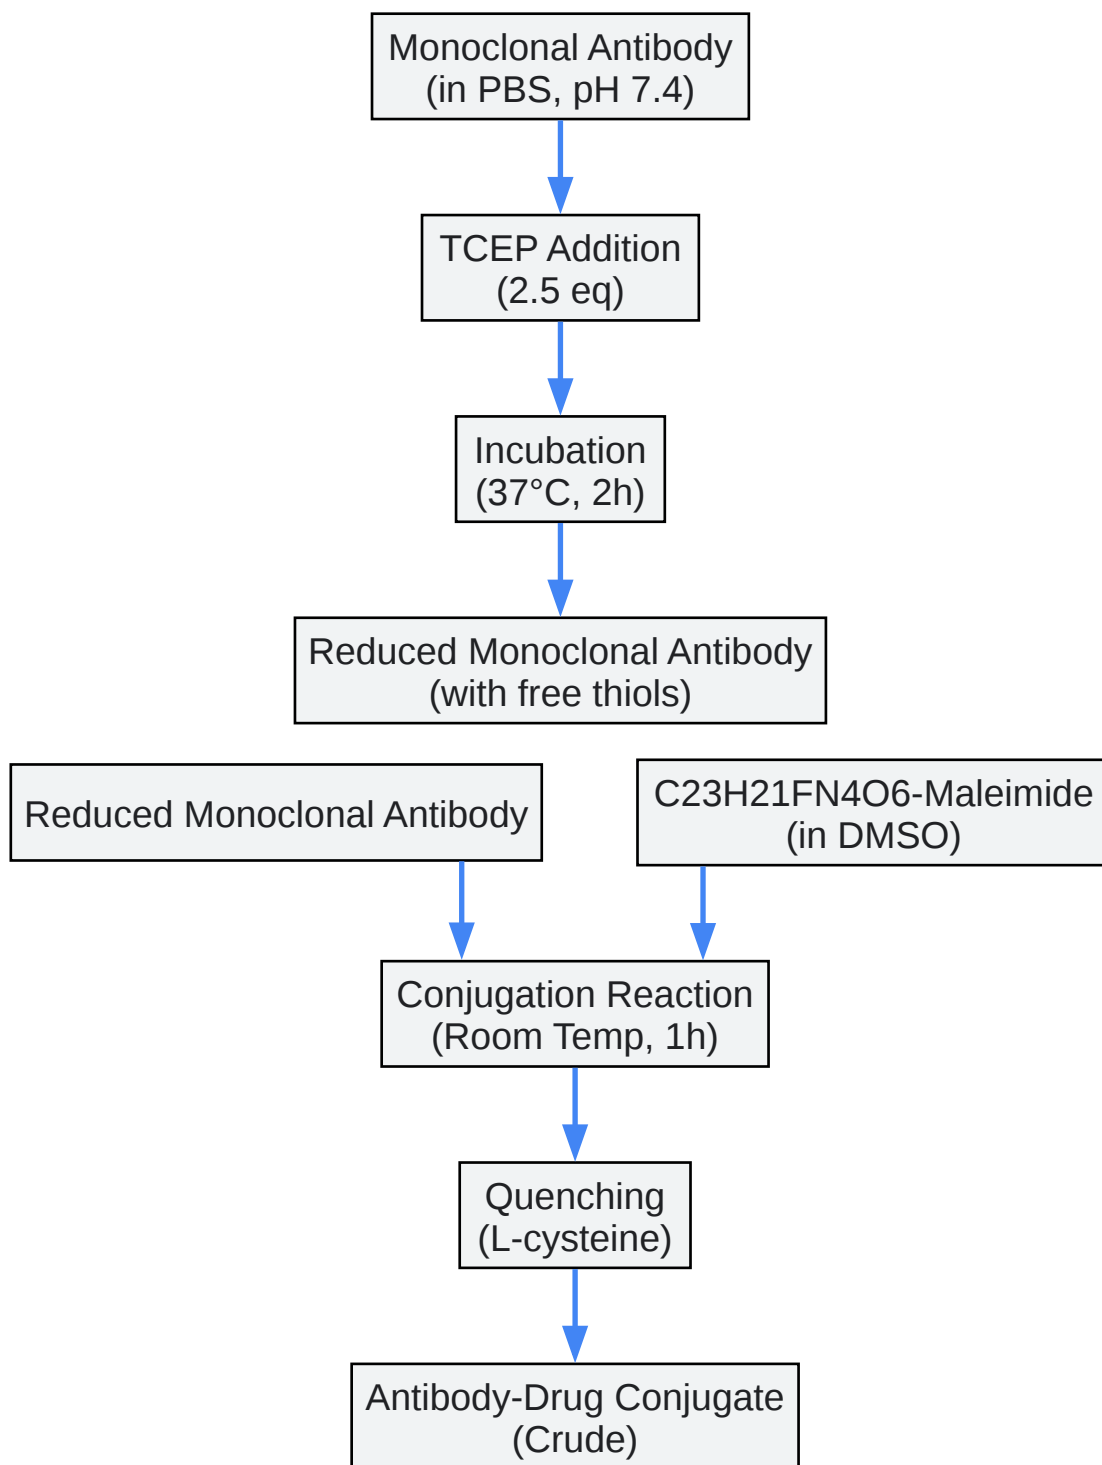 Monoclonal Antibody
(in PBS, pH 7.4)
TCEP Addition
(2.5 eq)
Incubation
(37°C, 2h)
Reduced Monoclonal Antibody
(with free thiols)
Reduced Monoclonal Antibody
C23H21FN4O6-Maleimide
(in DMSO)
Conjugation Reaction
(Room Temp, 1h)
Quenching
(L-cysteine)
Antibody-Drug Conjugate
(Crude)